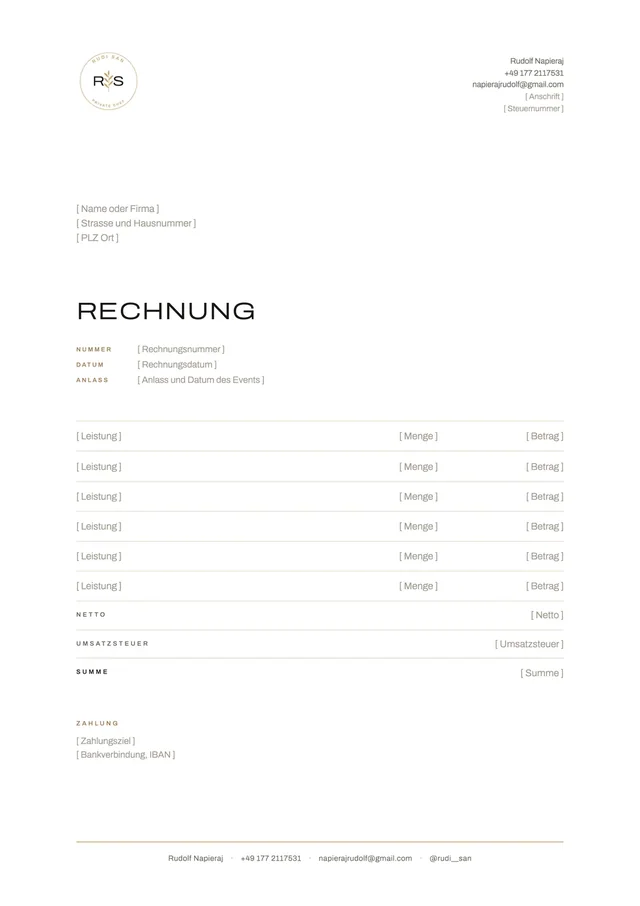 RUDI SAN
RS
PRIVATE CHEF
Rudolf Napieraj
+49 177 2117531
napierajrudolf@gmail.com
[ Anschrift ]
[ Steuernummer ]
[ Name oder Firma ]
[ Strasse und Hausnummer ]
[ PLZ Ort ]
RECHNUNG
NUMMER [ Rechnungsnummer ]
DATUM [ Rechnungsdatum ]
ANLASS [ Anlass und Datum des Events ]
[ Leistung ] [ Menge ] [ Betrag ]
[ Leistung ] [ Menge ] [ Betrag ]
[ Leistung ] [ Menge ] [ Betrag ]
[ Leistung ] [ Menge ] [ Betrag ]
[ Leistung ] [ Menge ] [ Betrag ]
[ Leistung ] [ Menge ] [ Betrag ]
NETTO [ Netto ]
UMSATZSTEUER [ Umsatzsteuer ]
SUMME [ Summe ]
ZAHLUNG
[ Zahlungsziel ]
[ Bankverbindung, IBAN ]
Rudolf Napieraj · +49 177 2117531 · napierajrudolf@gmail.com · @rudi__san